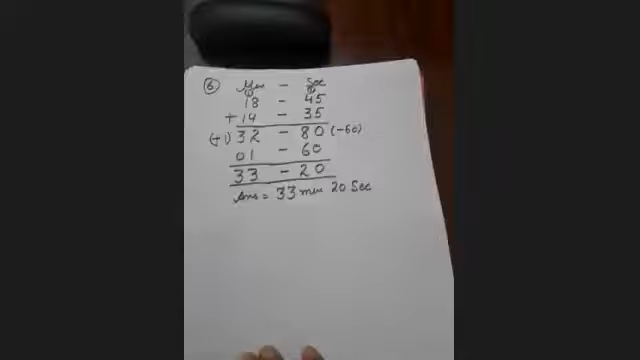 ⑥ Min - Sec
18 - 45
+ 14 - 35
(+1) 32 - 80 (-60)
01 - 60
33 - 20
Ans = 33 min 20 Sec